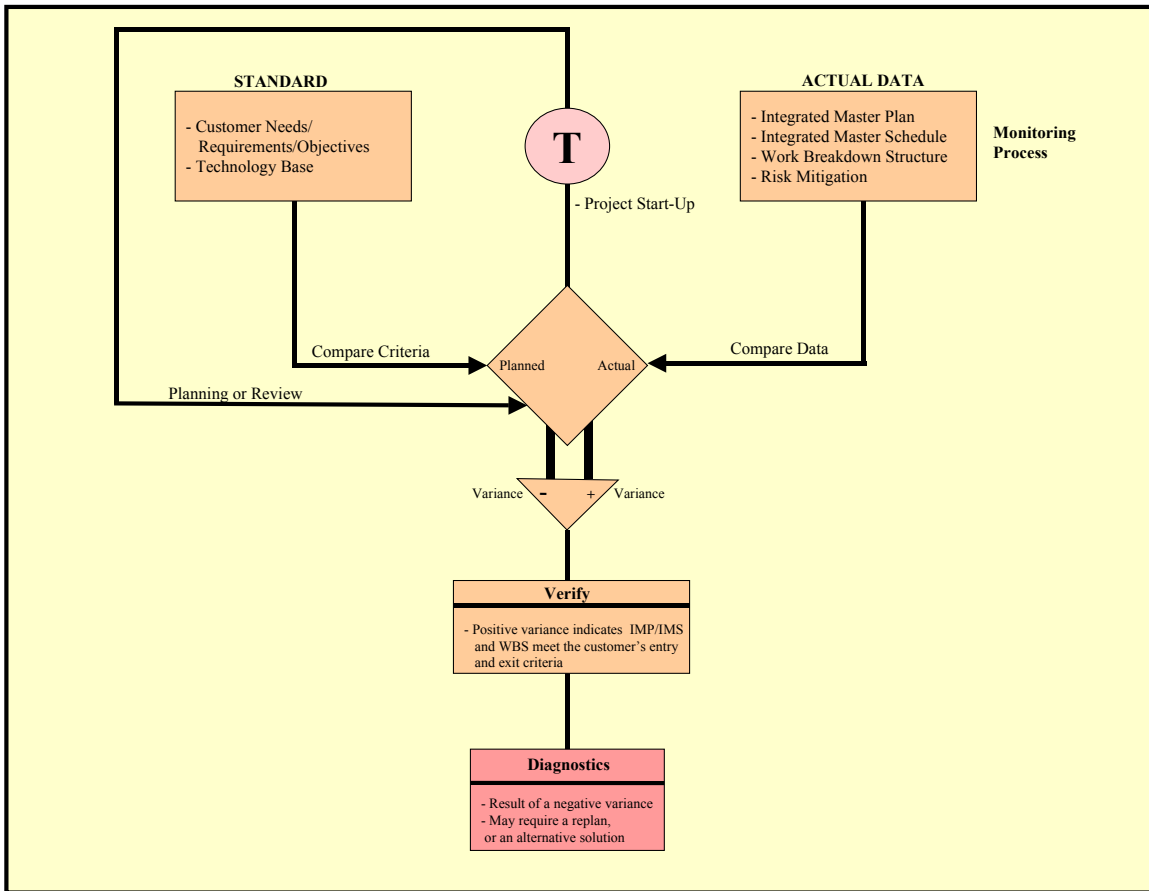 STANDARD
- Customer Needs/
Requirements/Objectives
- Technology Base
T
- Project Start-Up
ACTUAL DATA
- Integrated Master Plan
- Integrated Master Schedule
- Work Breakdown Structure
- Risk Mitigation
Monitoring
Process
Compare Criteria
Planned
Actual
Compare Data
Planning or Review
Variance
-
+
Variance
Verify
- Positive variance indicates IMP/IMS
and WBS meet the customer's entry
and exit criteria
Diagnostics
- Result of a negative variance
- May require a replan,
or an alternative solution